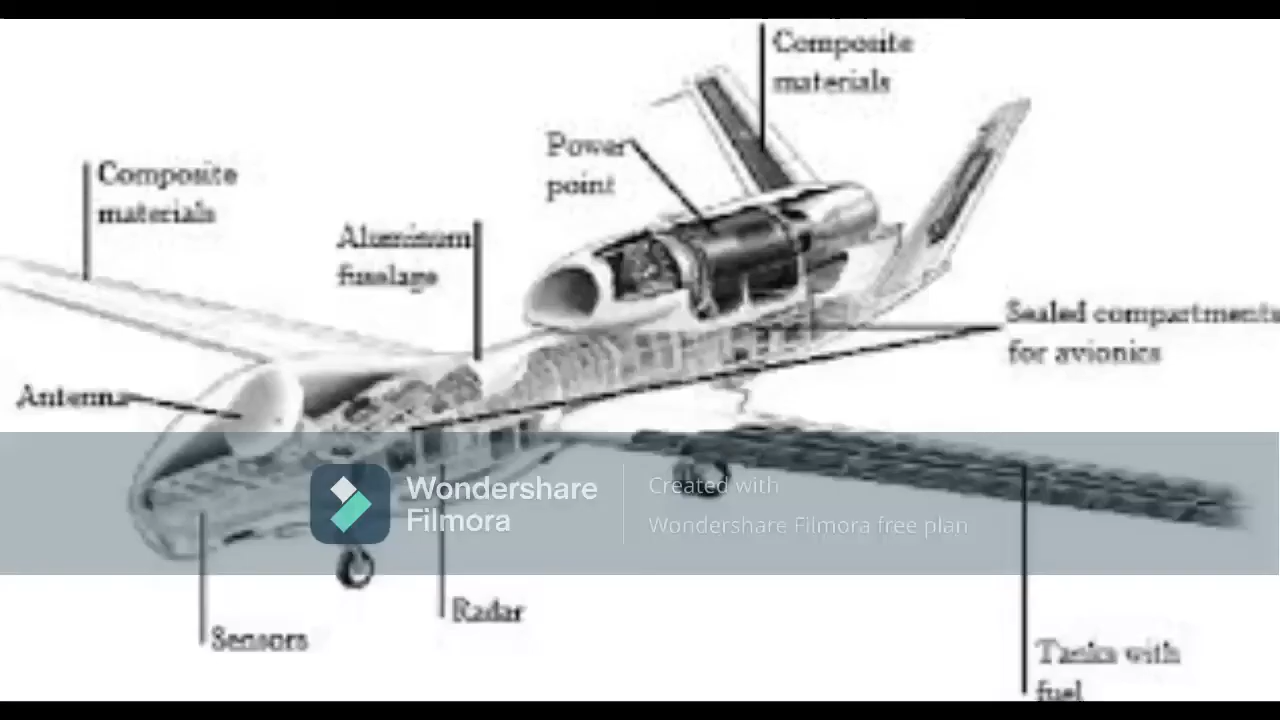 Composite
materials
Power
point
Composite
materials
Aluminum
fuselage
Sealed compartments
for avionics
Antenna
Wondershare
Filmora
Created with
Wondershare Filmora free plan
Radar
Sensors
Tanks with
fuel